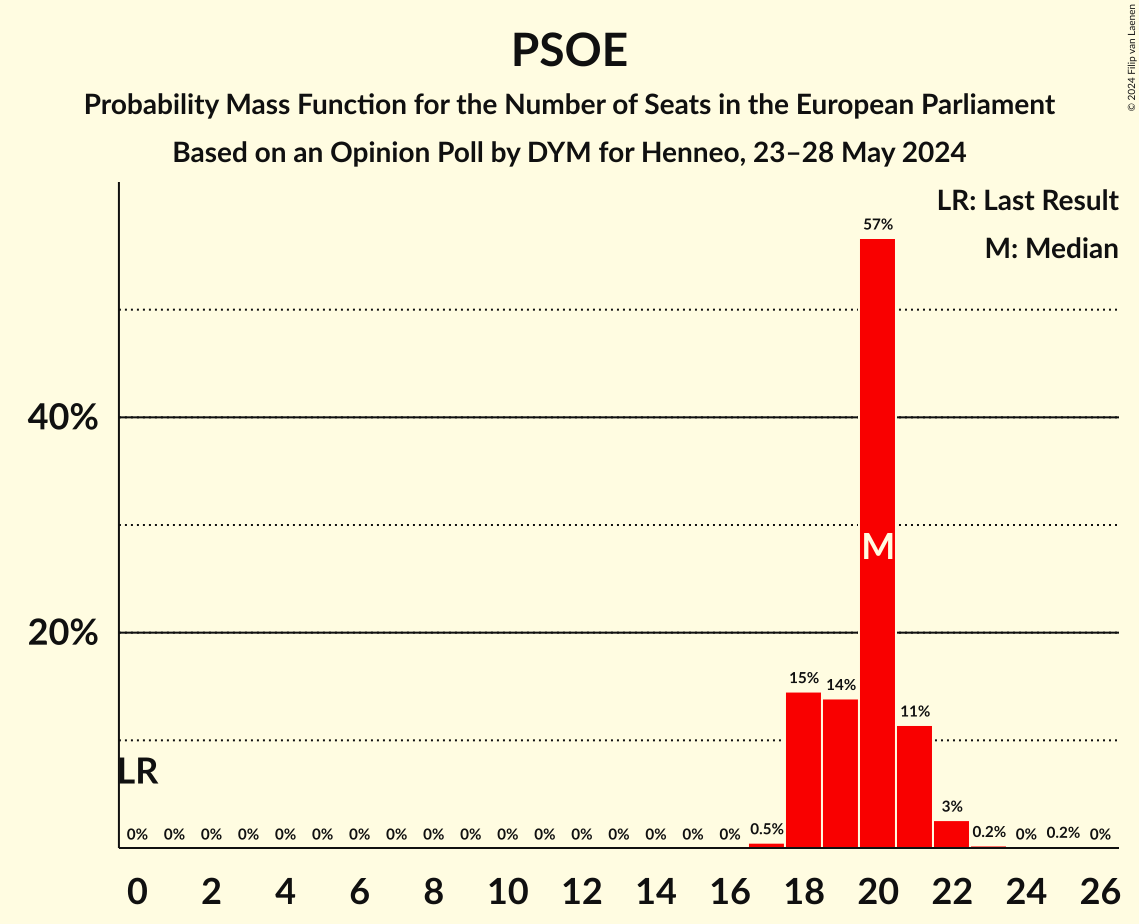 PSOE
Probability Mass Function for the Number of Seats in the European Parliament
Based on an Opinion Poll by DYM for Henneo, 23–28 May 2024
© 2024 Filip van Laenen
LR: Last Result
M: Median
57%
40%
M
20%
15%
14%
11%
LR
3%
0% 0% 0% 0% 0% 0% 0% 0% 0% 0% 0% 0% 0% 0% 0% 0% 0% 0.5% 0.2% 0% 0.2% 0%
0 2 4 6 8 10 12 14 16 18 20 22 24 26